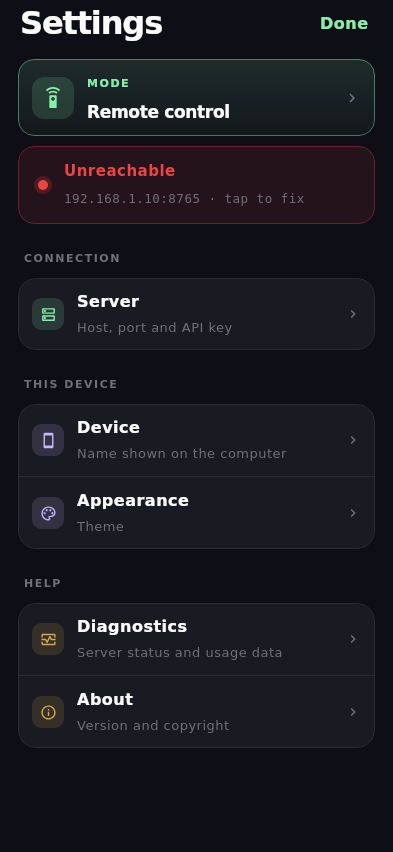 Settings
Done
MODE
Remote control
Unreachable
192.168.1.10:8765 · tap to fix
CONNECTION
Server
Host, port and API key
THIS DEVICE
Device
Name shown on the computer
Appearance
Theme
HELP
Diagnostics
Server status and usage data
About
Version and copyright